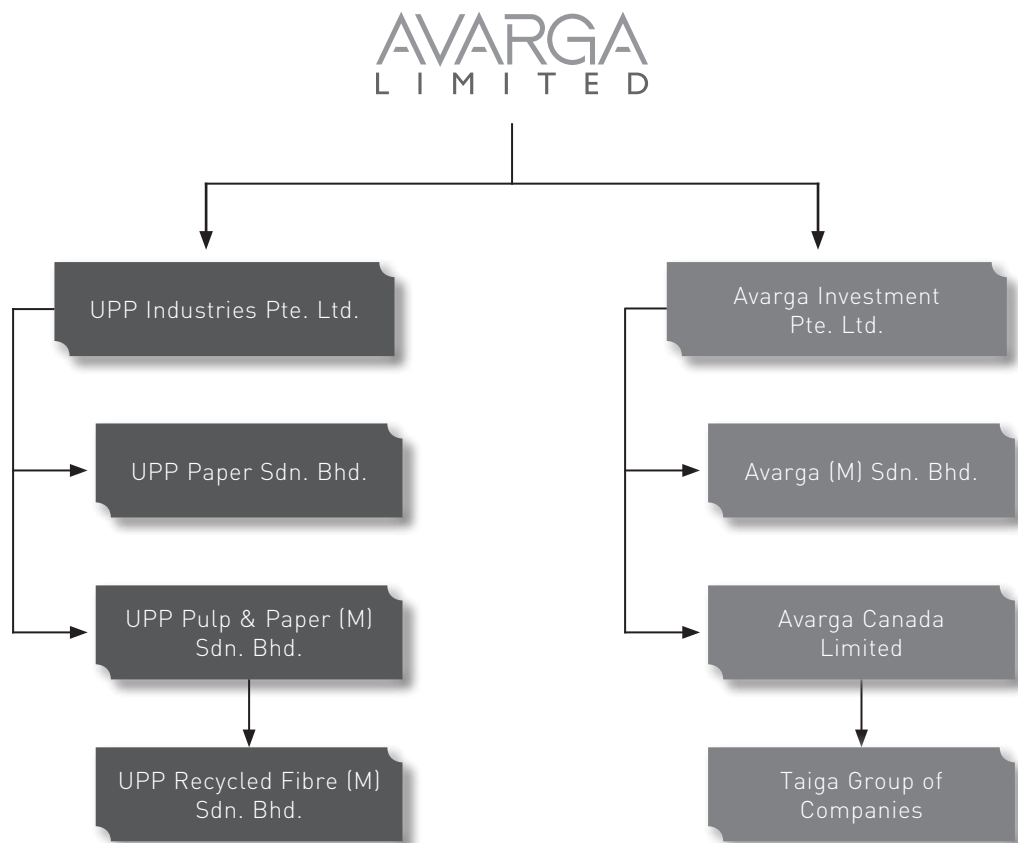 AVARGA
LIMITED
UPP Industries Pte. Ltd.
Avarga Investment
Pte. Ltd.
UPP Paper Sdn. Bhd.
Avarga (M) Sdn. Bhd.
UPP Pulp & Paper (M)
Sdn. Bhd.
Avarga Canada
Limited
UPP Recycled Fibre (M)
Sdn. Bhd.
Taiga Group of
Companies